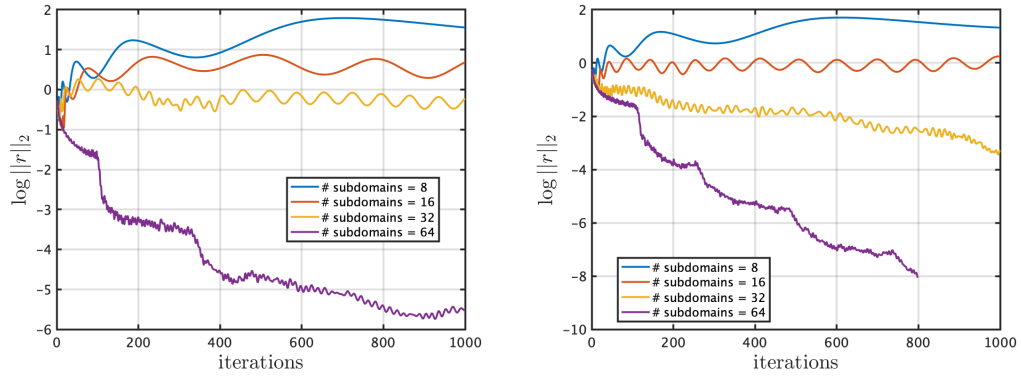 2
1
0
−1
−2
−3
−4
−5
−6
log ||r||₂
# subdomains = 8
# subdomains = 16
# subdomains = 32
# subdomains = 64
0 200 400 600 800 1000
iterations
2
0
−2
−4
−6
−8
−10
log ||r||₂
# subdomains = 8
# subdomains = 16
# subdomains = 32
# subdomains = 64
0 200 400 600 800 1000
iterations